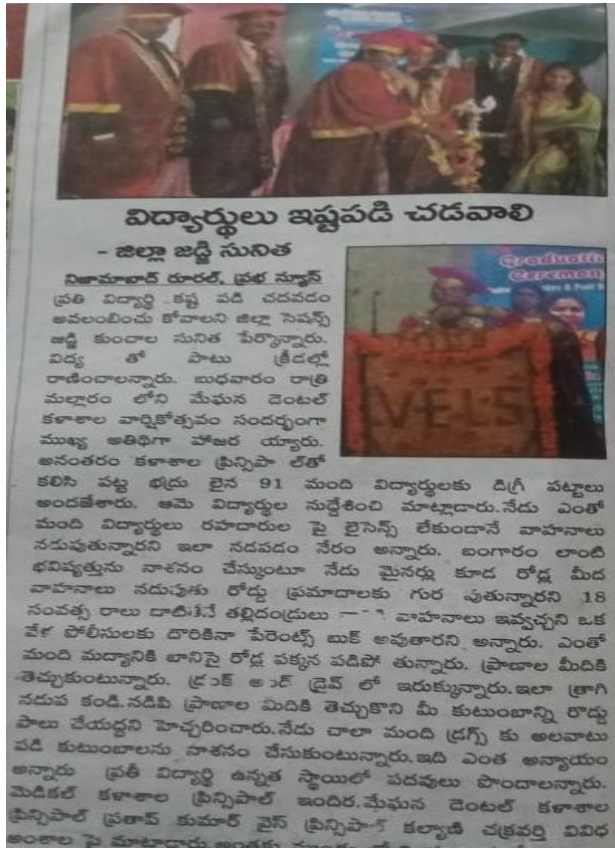 Graduatio
Ceremon
విద్యార్థులు ఇష్టపడి చడవాలి
- జిల్లా జడ్జి సునిత
VELS
నిజామాబాద్ రూరల్, ప్రభ న్యూస్
ప్రతి విద్యార్థి కష్ట పడి చదవడం
అవలంబించు కోవాలని జిల్లా సెషన్స్
జడ్జి కుంచాల సునిత పేర్కొన్నారు.
విద్య తో పాటు క్రీడల్లో
రాణించాలన్నారు. బుధవారం రాత్రి
మల్లారం లోని మేఘన డెంటల్
కళాశాల వార్షికోత్సవం సందర్భంగా
ముఖ్య అతిథిగా హాజర య్యారు.
అనంతరం కళాశాల ప్రిన్సిపా ల్‌తో
కలిసి పట్ట భద్రు లైన 91 మంది విద్యార్థులకు డిగ్రీ పట్టాలు
అందజేశారు. ఆమె విద్యార్థుల నుద్దేశించి మాట్లాడారు.నేడు ఎంతో
మంది విద్యార్థులు రహదారుల పై లైసెన్స్ లేకుండానే వాహనాలు
నడుపుతున్నారని ఇలా నడపడం నేరం అన్నారు. బంగారం లాంటి
భవిష్యత్తును నాశనం చేస్కుంటూ నేడు మైనర్లు కూడ రోడ్ల మీద
వాహనాలు నడుపుతు రోడ్డు ప్రమాదాలకు గుర వుతున్నారని 18
సంవత్స రాలు తల్లిదండ్రులు వాహనాలు ఇవ్వచ్చని ఒక
వేళ పోలీసులకు దొరికినా పేరెంట్స్ బుక్ అవుతారని అన్నారు. ఎంతో
మంది మద్యానికి బానిసై రోడ్ల పక్కన పడిపో తున్నారు. ప్రాణాల మీదికి
తెచ్చుకుంటున్నారు. డ్రైవ్ లో ఇరుక్కున్నారు.ఇలా త్రాగి
నడుప కండి.నడిపి ప్రాణాల మిదికి తెచ్చుకొని మీ కుటుంబాన్ని రొడ్డు
పాలు చేయద్దని హెచ్చరించారు.నేడు చాలా మంది డ్రగ్స్ కు అలవాటు
పడి కుటుంబాలను నాశనం చేసుకుంటున్నారు.ఇది ఎంత అన్యాయం
అన్నారు ప్రతీ విద్యార్థి ఉన్నత స్థాయిలో పదవులు పొందాలన్నారు.
మెడికల్ కళాశాల ప్రిన్సిపాల్ ఇందిర.మేఘన డెంటల్ కళాశాల
ప్రిన్సిపాల్ ప్రతాప్ కుమార్ వైస్ ప్రిన్సిపాల్ కల్యాణి చక్రవర్తి వివిధ
అంశాల పై మాట్లాడారు.అంతకు